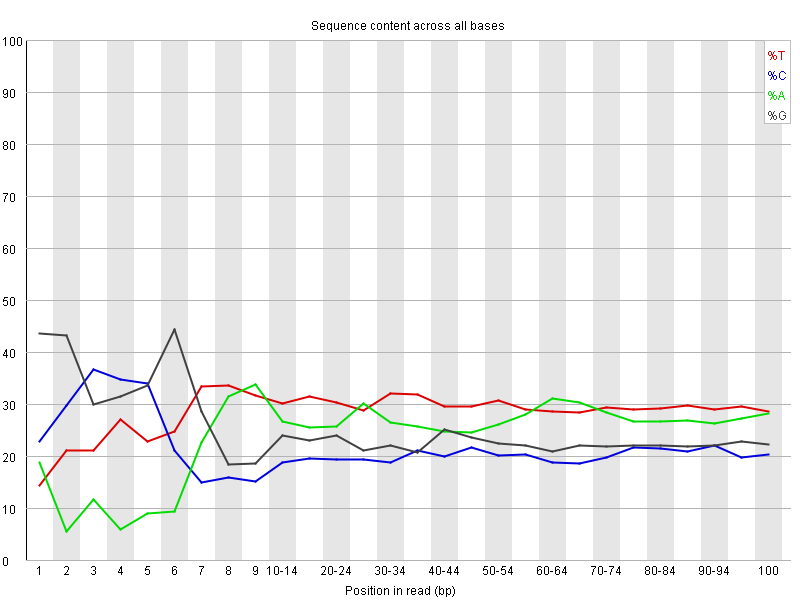 Sequence content across all bases
100
90
80
70
60
50
40
30
20
10
0
%T
%C
%A
%G
1 2 3 4 5 6 7 8 9 10-14 20-24 30-34 40-44 50-54 60-64 70-74 80-84 90-94 100
Position in read (bp)